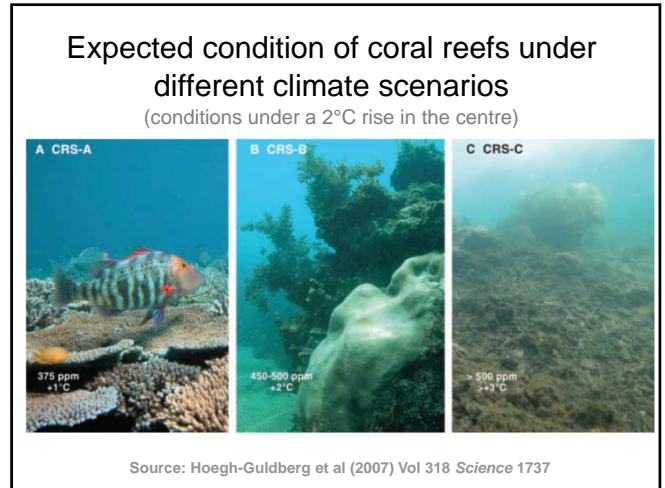 Expected condition of coral reefs under
different climate scenarios
(conditions under a 2°C rise in the centre)
A CRS-A
B CRS-B
C CRS-C
375 ppm
+1°C
450-500 ppm
+2°C
> 500 ppm
>+3°C
Source: Hoegh-Guldberg et al (2007) Vol 318 Science 1737